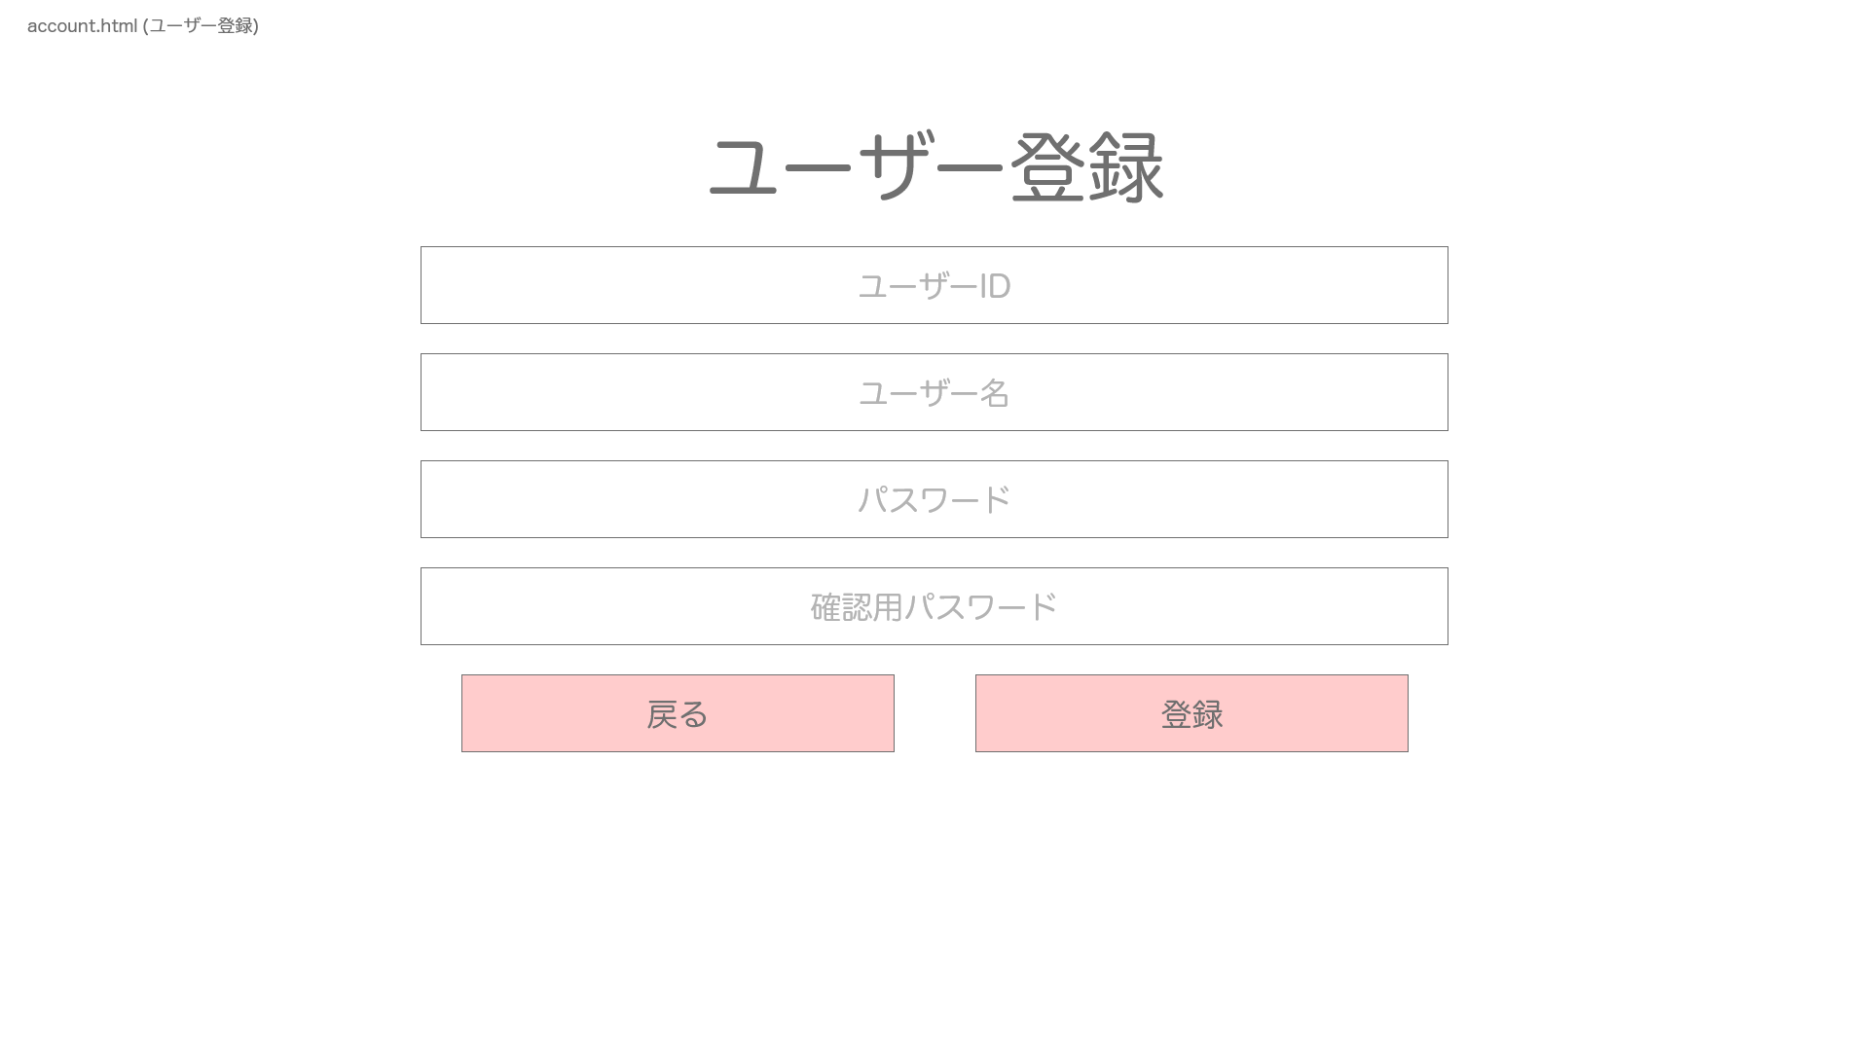 account.html (ユーザー登録)
ユーザー登録
ユーザーID
ユーザー名
パスワード
確認用パスワード
戻る
登録